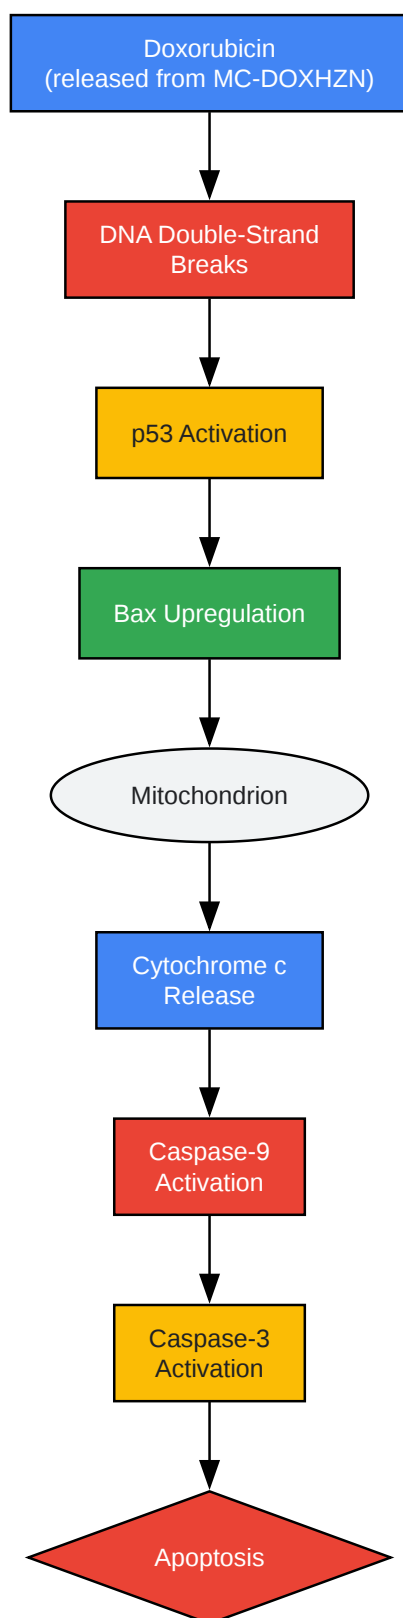 Doxorubicin
(released from MC-DOXHZN)
DNA Double-Strand
Breaks
p53 Activation
Bax Upregulation
Mitochondrion
Cytochrome c
Release
Caspase-9
Activation
Caspase-3
Activation
Apoptosis